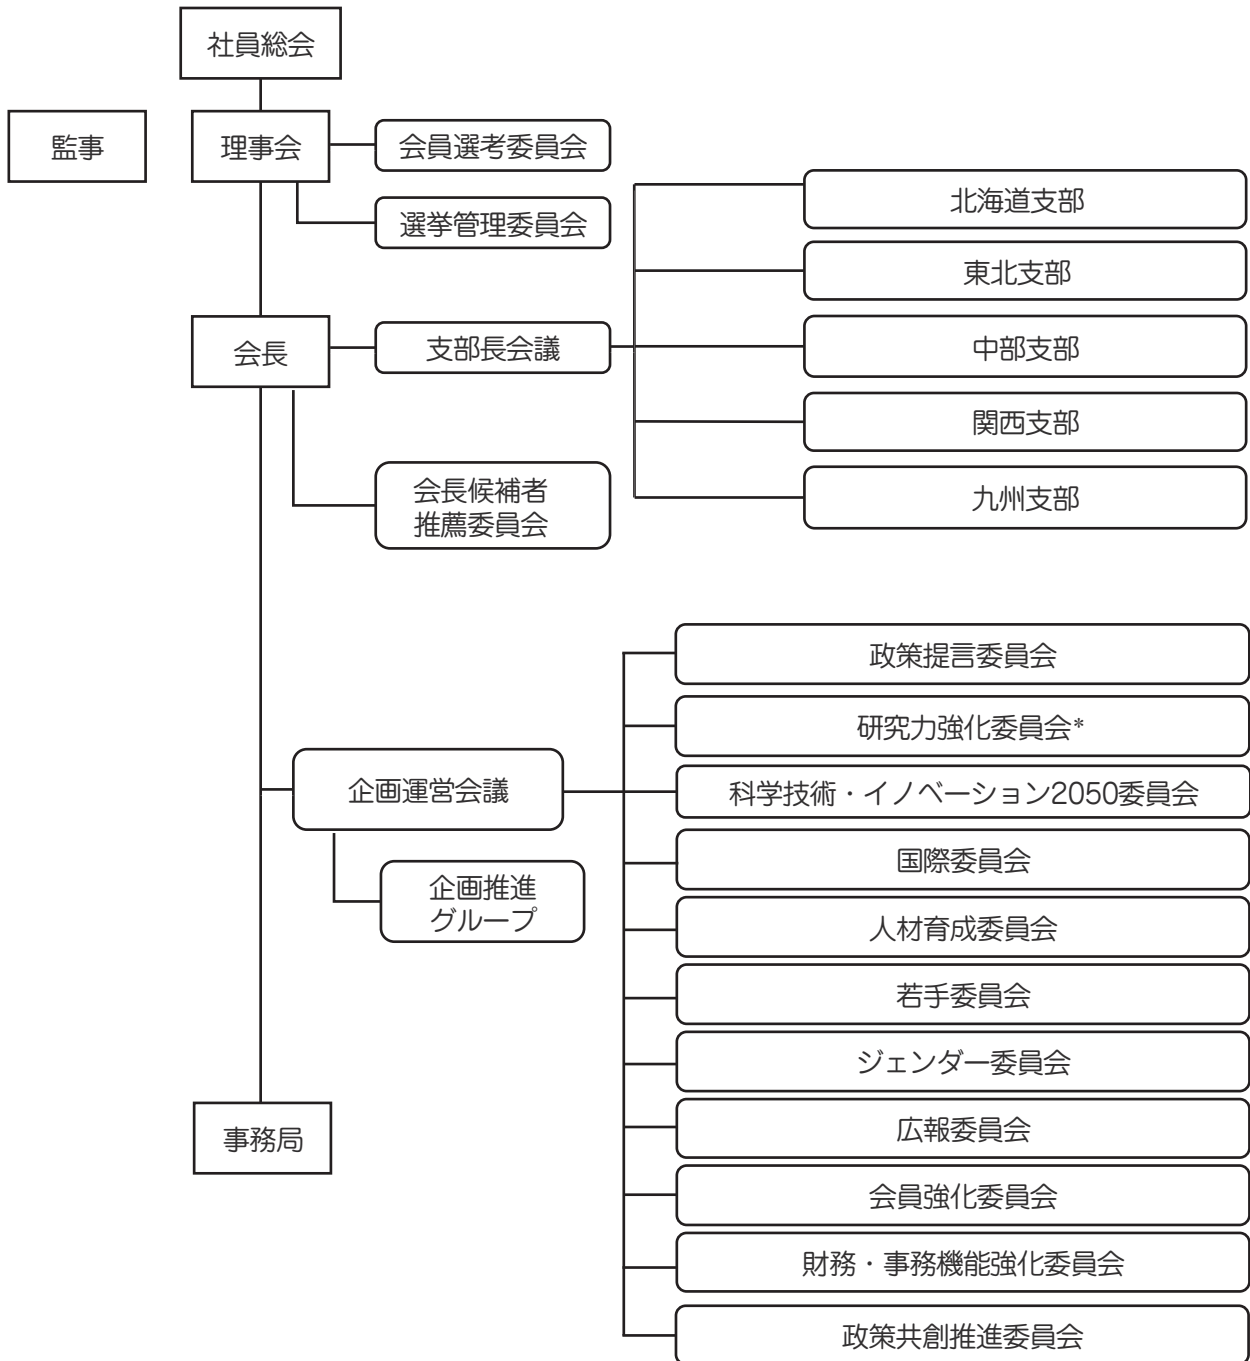 社員総会
監事
理事会
会員選考委員会
選挙管理委員会
会長
支部長会議
北海道支部
東北支部
中部支部
関西支部
九州支部
会長候補者
推薦委員会
企画運営会議
企画推進
グループ
政策提言委員会
研究力強化委員会*
科学技術・イノベーション2050委員会
国際委員会
人材育成委員会
若手委員会
ジェンダー委員会
広報委員会
会員強化委員会
財務・事務機能強化委員会
政策共創推進委員会
事務局